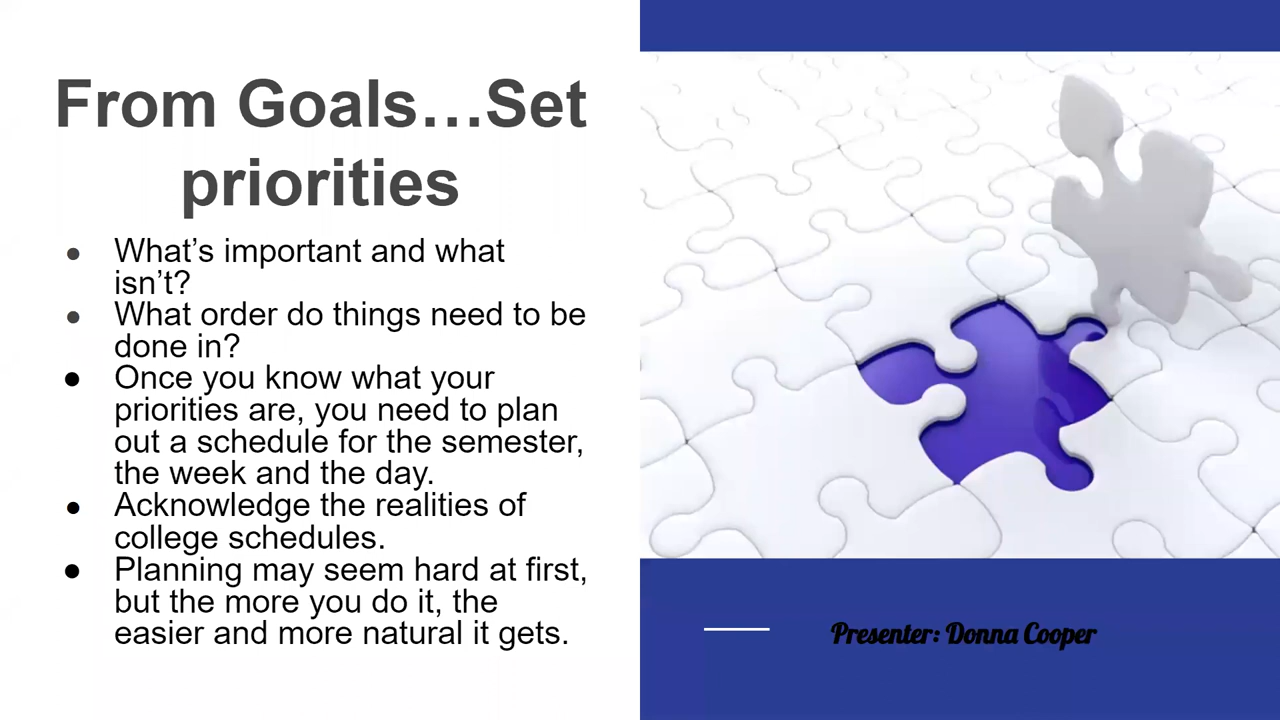 From Goals…Set
priorities
● What’s important and what
isn’t?
● What order do things need to be
done in?
● Once you know what your
priorities are, you need to plan
out a schedule for the semester,
the week and the day.
● Acknowledge the realities of
college schedules.
● Planning may seem hard at first,
but the more you do it, the
easier and more natural it gets.
Presenter: Donna Cooper